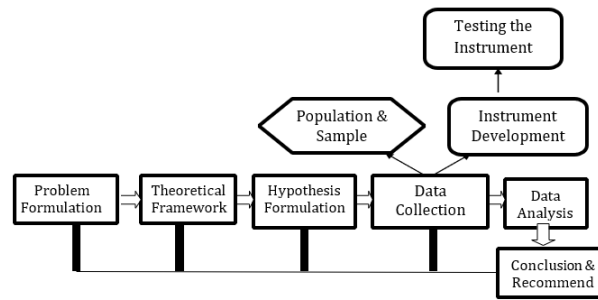 Testing the
Instrument
Population &
Sample
Instrument
Development
Problem
Formulation
Theoretical
Framework
Hypothesis
Formulation
Data
Collection
Data
Analysis
Conclusion &
Recommend